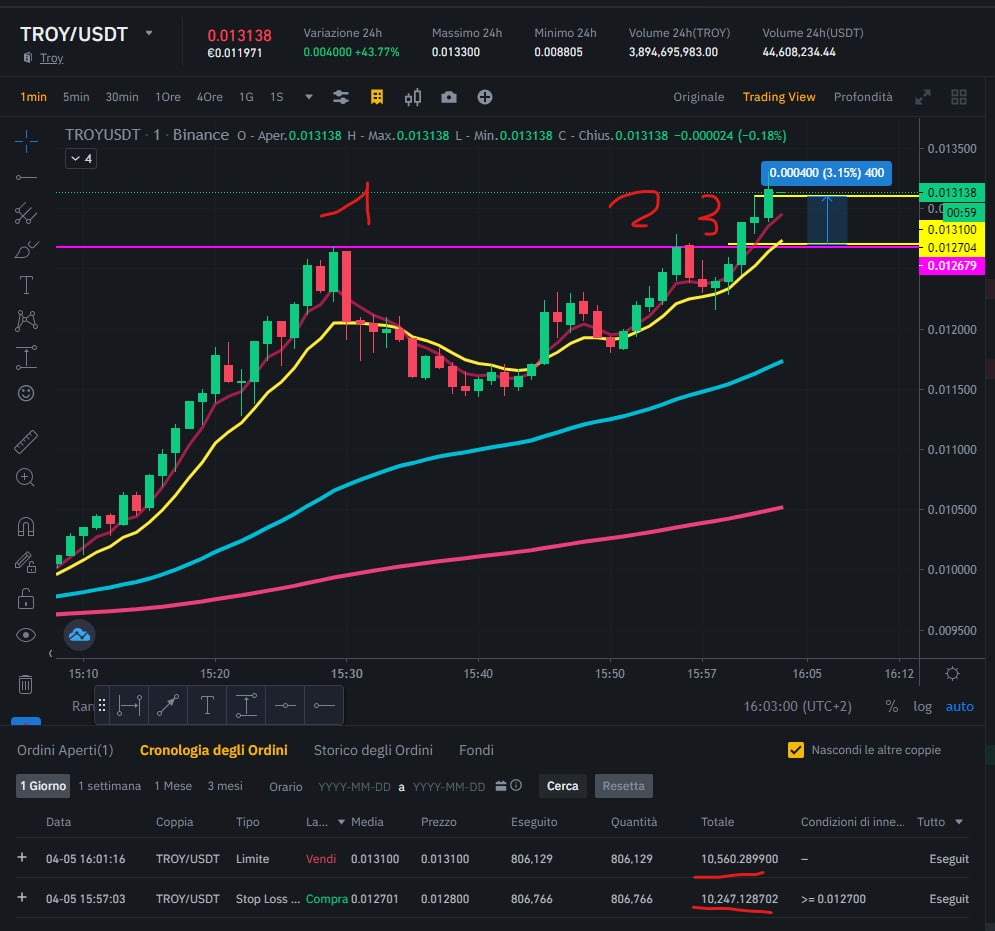 TROY/USDT
Troy
0.013138
€0.011971
Variazione 24h
0.004000 +43.77%
Massimo 24h
0.013300
Minimo 24h
0.008805
Volume 24h(TROY)
3,894,695,983.00
Volume 24h(USDT)
44,608,234.44
1min 5min 30min 1Ore 4Ore 1G 1S
Originale Trading View Profondità
TROYUSDT · 1 · Binance O - Aper.0.013138 H - Max.0.013138 L - Min.0.013138 C - Chius.0.013138 −0.000024 (−0.18%)
4
0.000400 (3.15%) 400
1
2
3
0.013500
0.013138
00:59
0.013100
0.012704
0.012679
0.012000
0.011500
0.011000
0.010500
0.010000
0.009500
15:10 15:20 15:30 15:40 15:50 15:57 16:05 16:12
16:03:00 (UTC+2) % log auto
Ordini Aperti(1) Cronologia degli Ordini Storico degli Ordini Fondi
Nascondi le altre coppie
1 Giorno 1 settimana 1 Mese 3 mesi Orario YYYY-MM-DD a YYYY-MM-DD Cerca Resetta
Data Coppia Tipo La... Media Prezzo Eseguito Quantità Totale Condizioni di inne... Tutto
+ 04-05 16:01:16 TROY/USDT Limite Vendi 0.013100 0.013100 806,129 806,129 10,560.289900 – Eseguit
+ 04-05 15:57:03 TROY/USDT Stop Loss ... Compra 0.012701 0.012800 806,766 806,766 10,247.128702 >= 0.012700 Eseguit